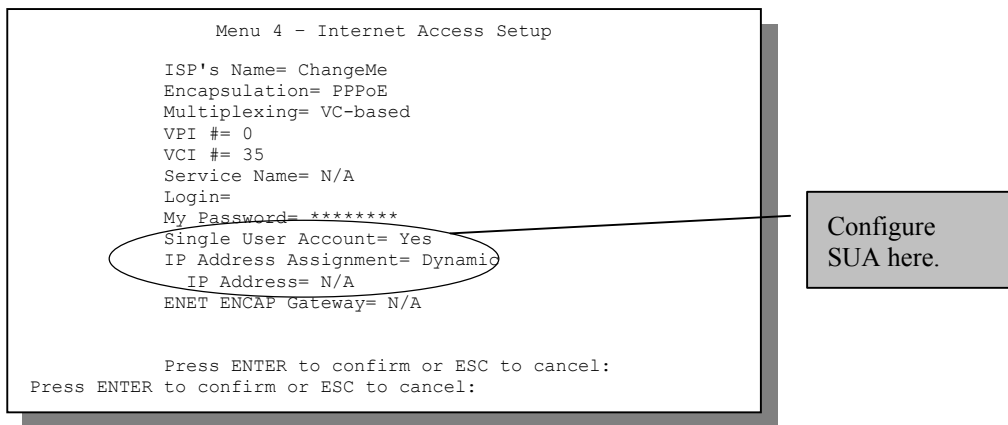 Menu 4 – Internet Access Setup
ISP's Name= ChangeMe
Encapsulation= PPPoE
Multiplexing= VC-based
VPI #= 0
VCI #= 35
Service Name= N/A
Login=
My Password= ********
Single User Account= Yes
IP Address Assignment= Dynamic
IP Address= N/A
ENET ENCAP Gateway= N/A
Press ENTER to confirm or ESC to cancel:
Press ENTER to confirm or ESC to cancel:
Configure
SUA here.